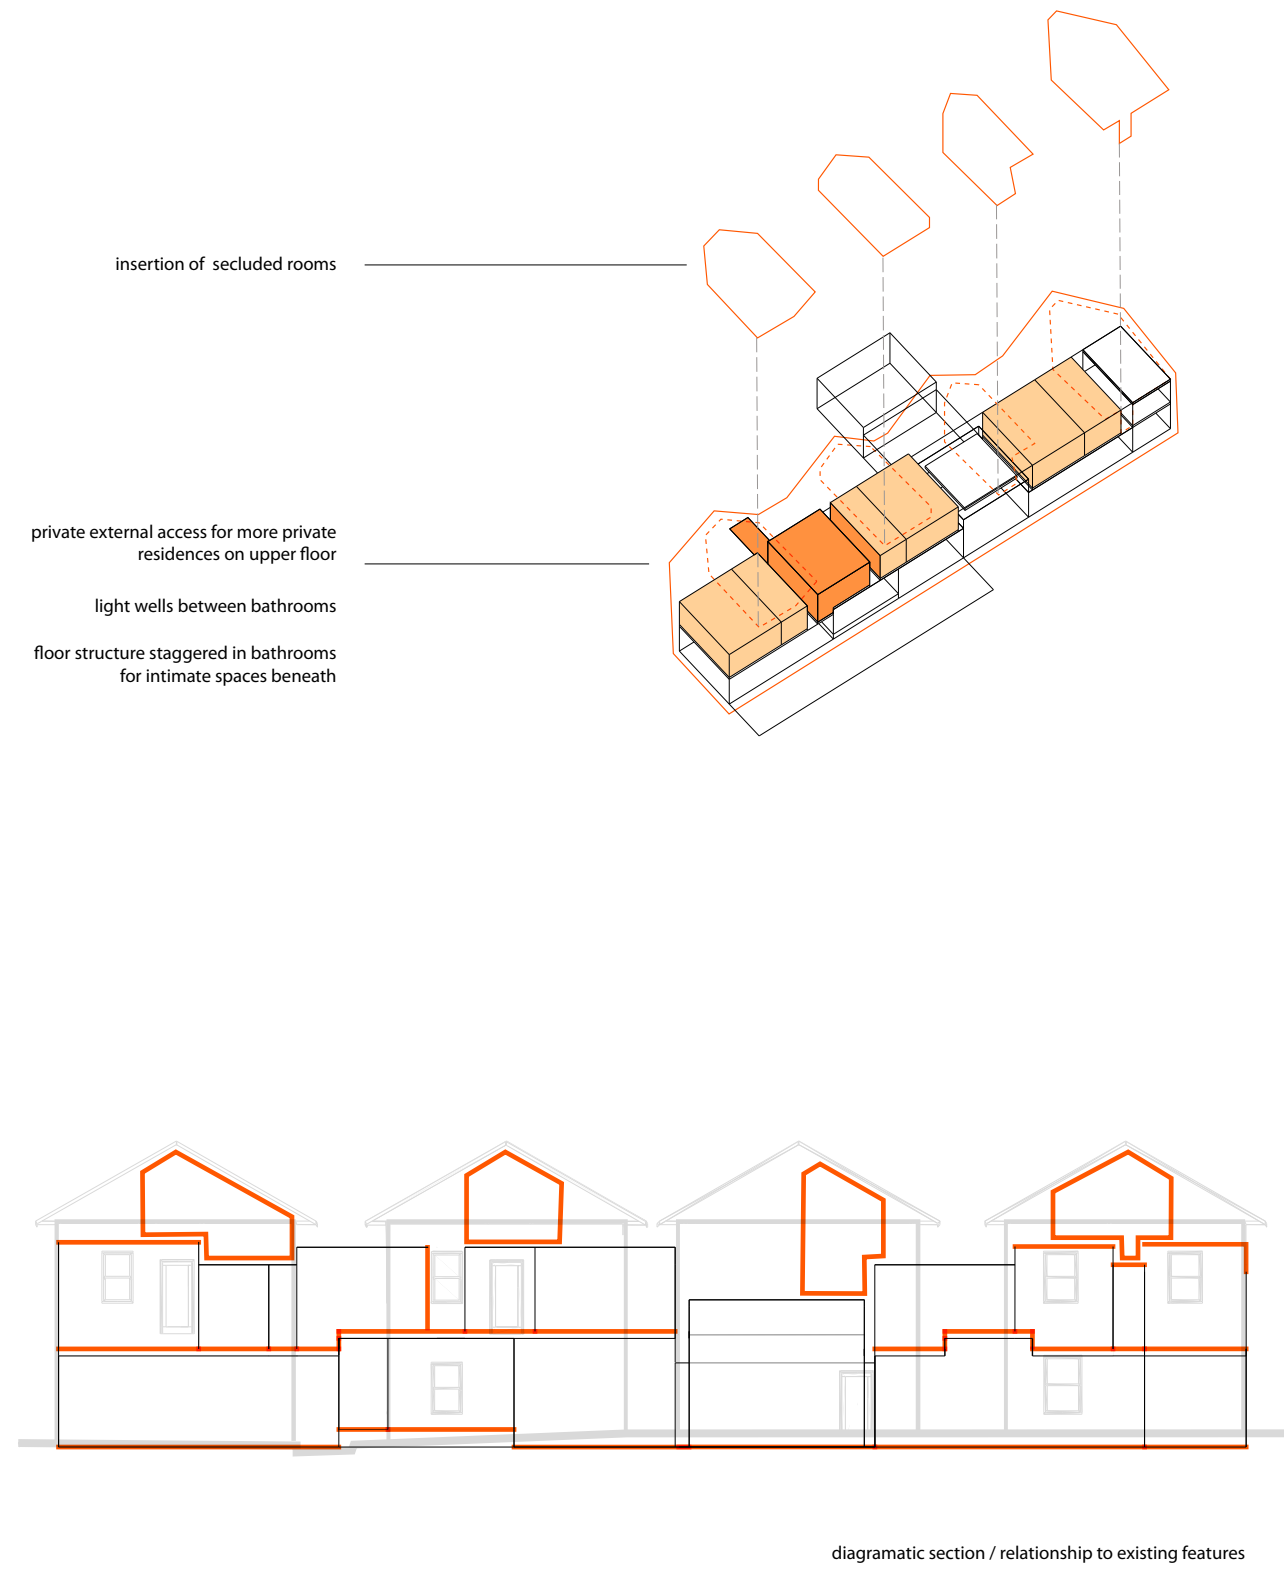 insertion of  secluded rooms
private external access for more private
residences on upper floor
light wells between bathrooms
floor structure staggered in bathrooms
for intimate spaces beneath
diagramatic section / relationship to existing features